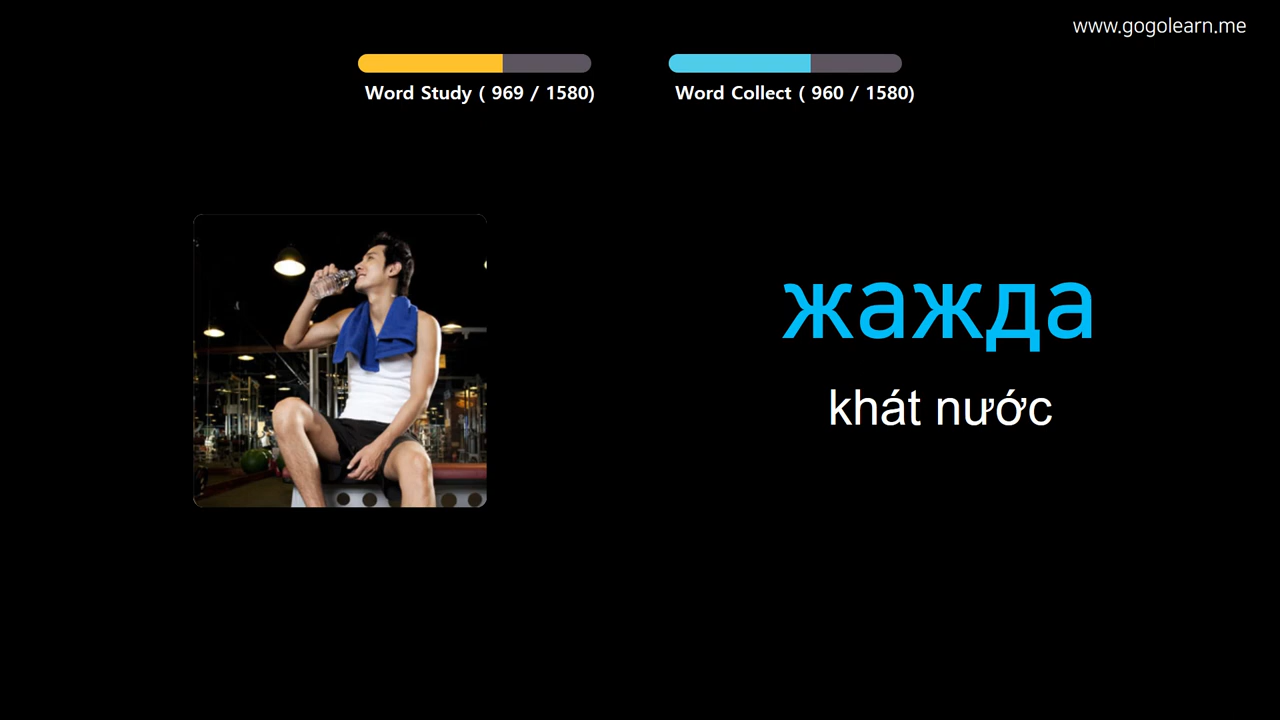 www.gogolearn.me
Word Study ( 969 / 1580)
Word Collect ( 960 / 1580)
жажда
khát nước